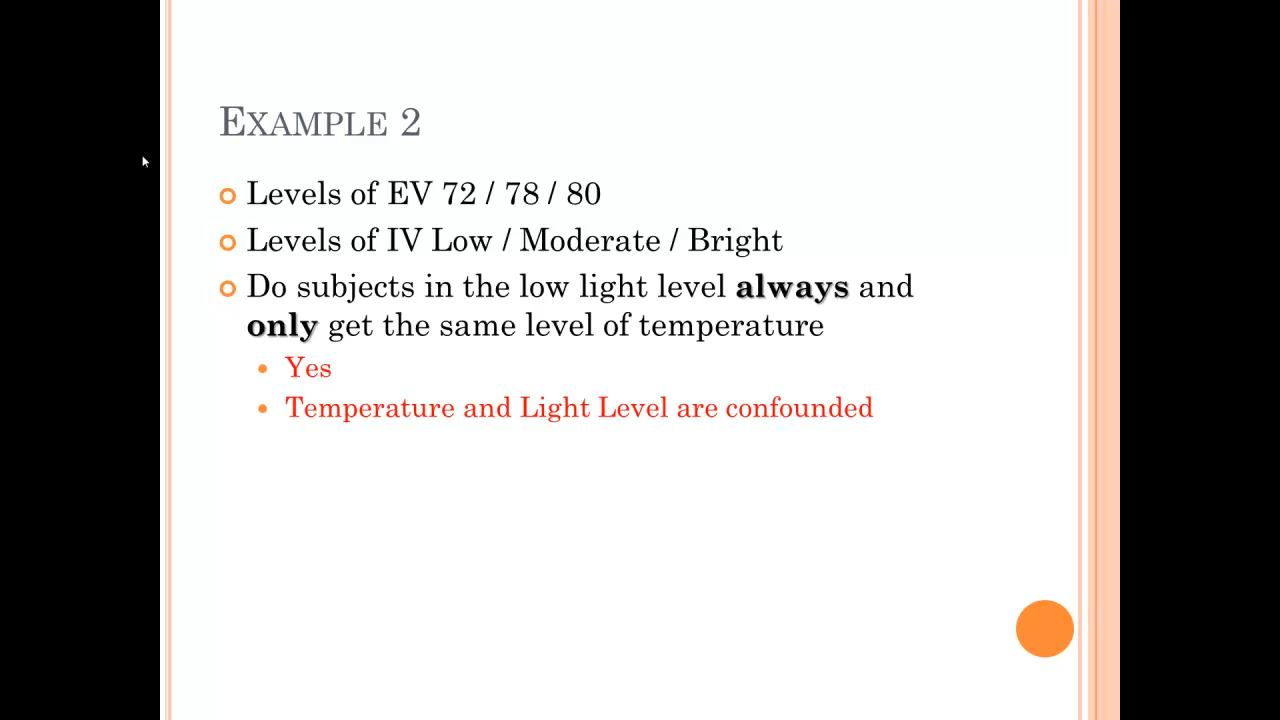 EXAMPLE 2
Levels of EV 72 / 78 / 80
Levels of IV Low / Moderate / Bright
Do subjects in the low light level always and
only get the same level of temperature
Yes
Temperature and Light Level are confounded